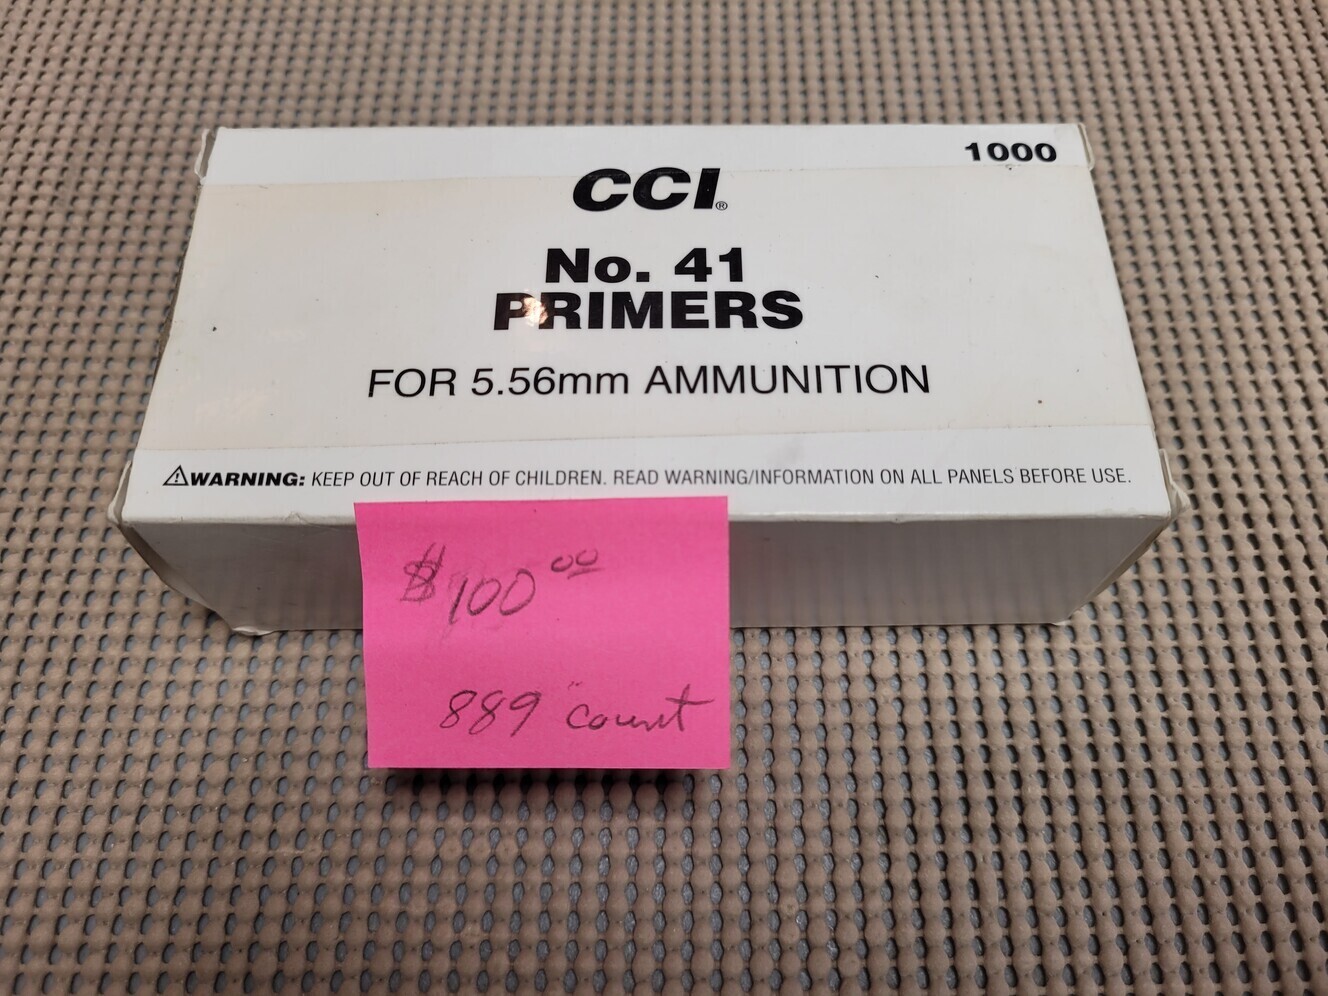 1000
CCI®
No. 41
PRIMERS
FOR 5.56mm AMMUNITION
⚠WARNING: KEEP OUT OF REACH OF CHILDREN. READ WARNING/INFORMATION ON ALL PANELS BEFORE USE.
$100 00
889 count